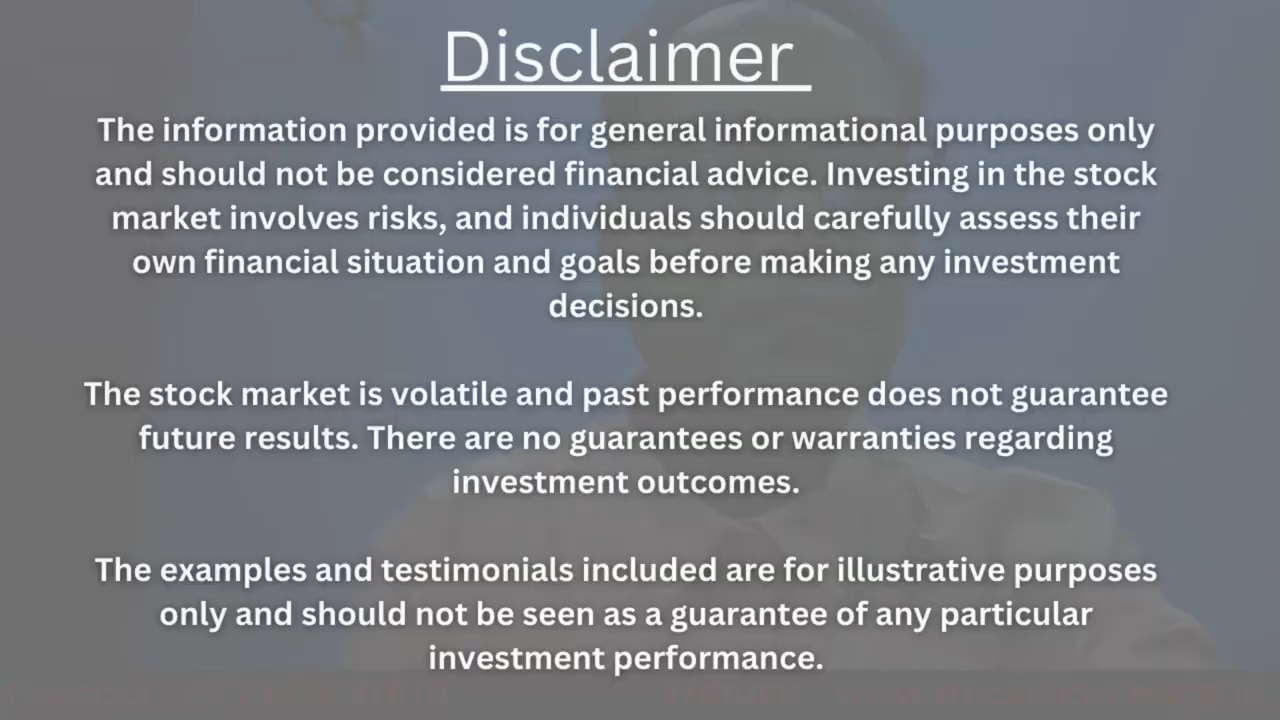 Disclaimer
The information provided is for general informational purposes only
and should not be considered financial advice. Investing in the stock
market involves risks, and individuals should carefully assess their
own financial situation and goals before making any investment
decisions.
The stock market is volatile and past performance does not guarantee
future results. There are no guarantees or warranties regarding
investment outcomes.
The examples and testimonials included are for illustrative purposes
only and should not be seen as a guarantee of any particular
investment performance.